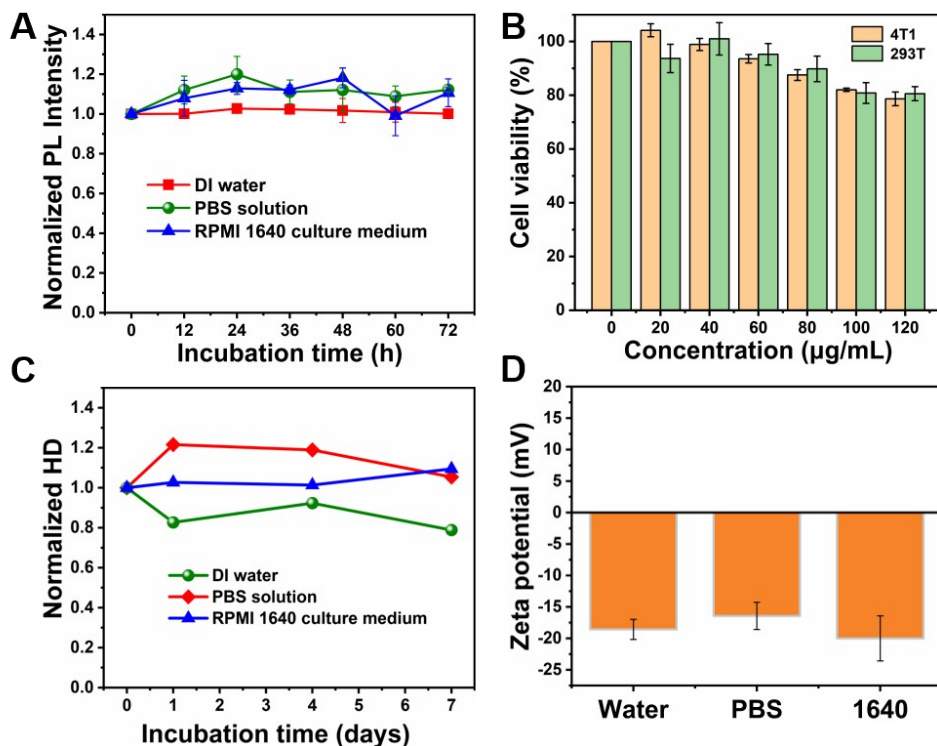 A
Normalized PL Intensity
1.4
1.2
1.0
0.8
0.6
0.4
0.2
0.0
DI water
PBS solution
RPMI 1640 culture medium
0 12 24 36 48 60 72
Incubation time (h)
B
Cell viability (%)
100
80
60
40
20
0
4T1
293T
0 20 40 60 80 100 120
Concentration (µg/mL)
C
Normalized HD
1.4
1.2
1.0
0.8
0.6
0.4
0.2
0.0
DI water
PBS solution
RPMI 1640 culture medium
0 1 2 3 4 5 6 7
Incubation time (days)
D
Zeta potential (mV)
20
15
10
5
0
-5
-10
-15
-20
-25
Water PBS 1640